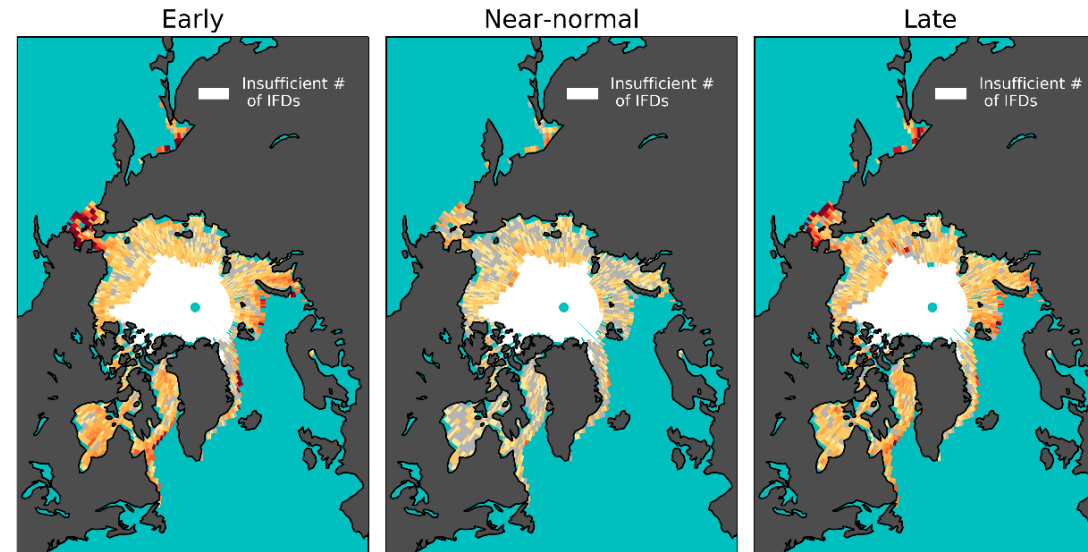 Early
Near-normal
Late
Insufficient #
of IFDs
Insufficient #
of IFDs
Insufficient #
of IFDs